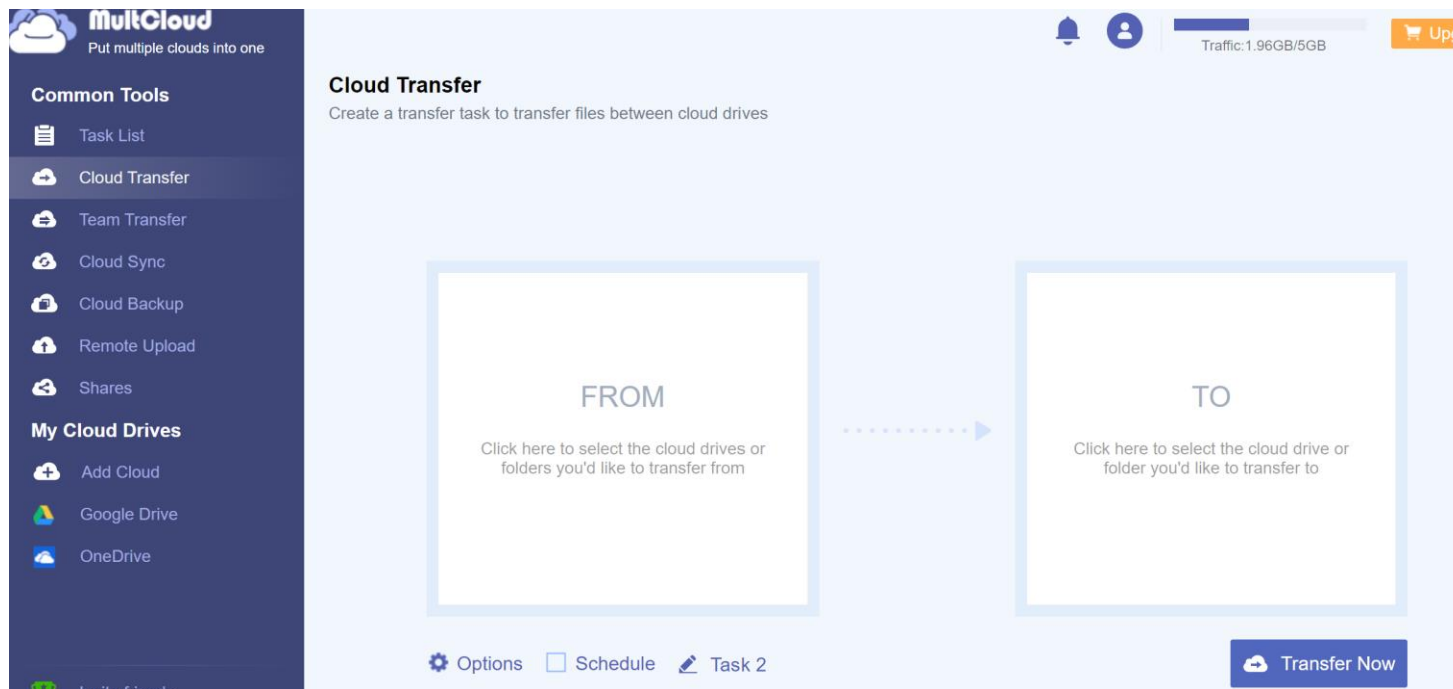 MultCloud
Put multiple clouds into one
Common Tools
Task List
Cloud Transfer
Team Transfer
Cloud Sync
Cloud Backup
Remote Upload
Shares
My Cloud Drives
Add Cloud
Google Drive
OneDrive
Traffic:1.96GB/5GB
Upg
Cloud Transfer
Create a transfer task to transfer files between cloud drives
FROM
Click here to select the cloud drives or
folders you'd like to transfer from
TO
Click here to select the cloud drive or
folder you'd like to transfer to
Options
Schedule
Task 2
Transfer Now